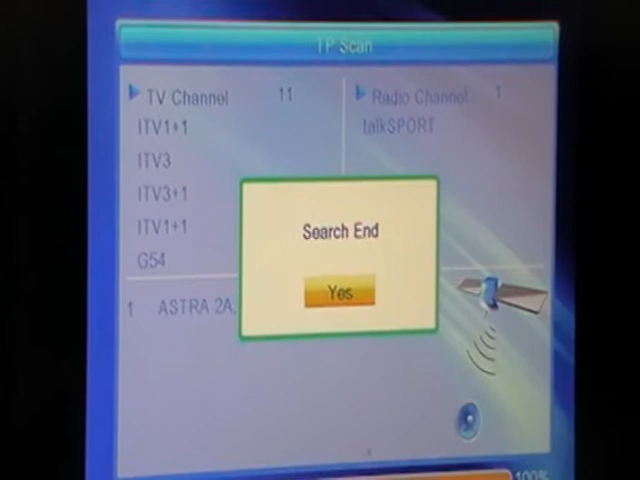 TP Scan
TV Channel 11
Radio Channel 1
ITV1+1
talkSPORT
ITV3
ITV3+1
ITV1+1
G54
Search End
Yes
1 ASTRA 2A,
100%